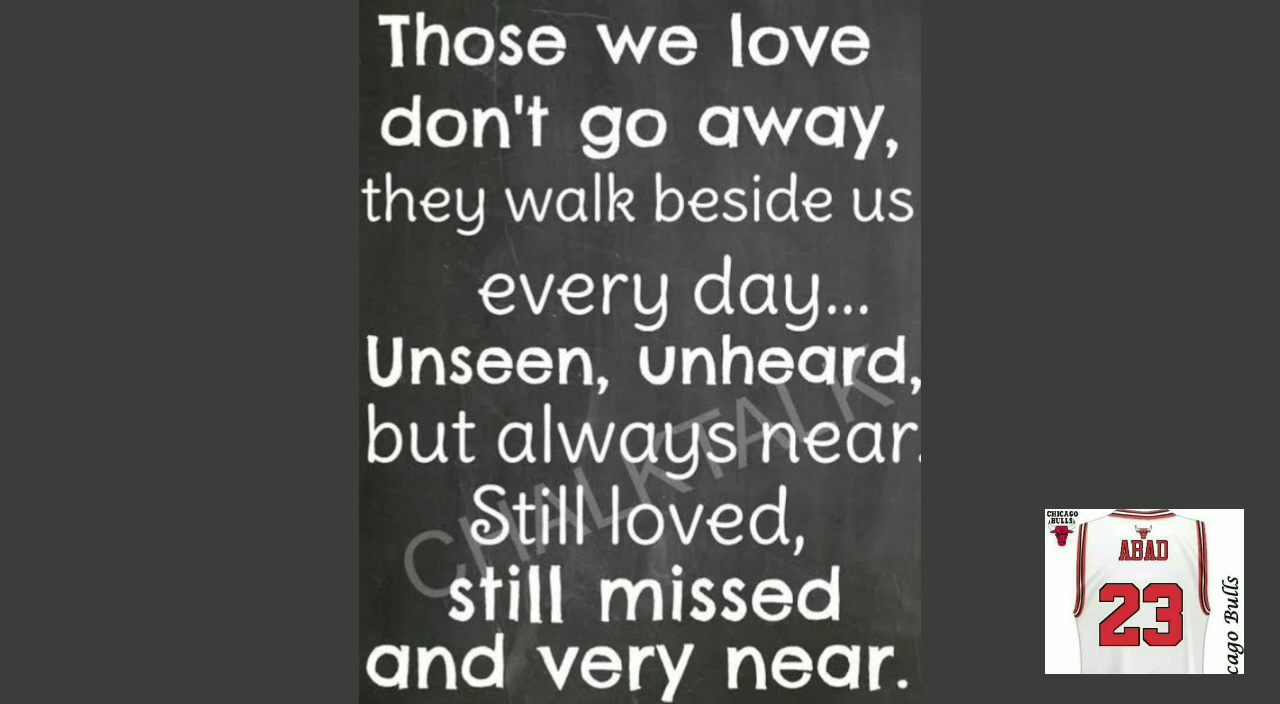 Those we love
don't go away,
they walk beside us
every day...
Unseen, unheard,
but always near.
Still loved,
still missed
and very near.
CHALKTALK
CHICAGO
BULLS
ABAD
23
cago Bulls